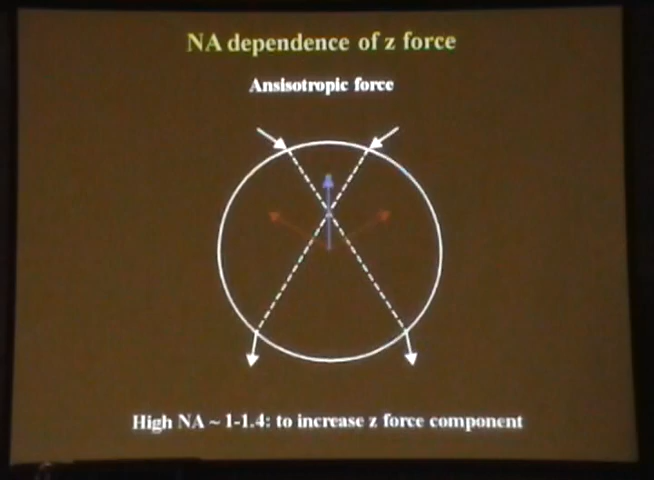 NA dependence of z force
Ansisotropic force
High NA ~ 1-1.4: to increase z force component